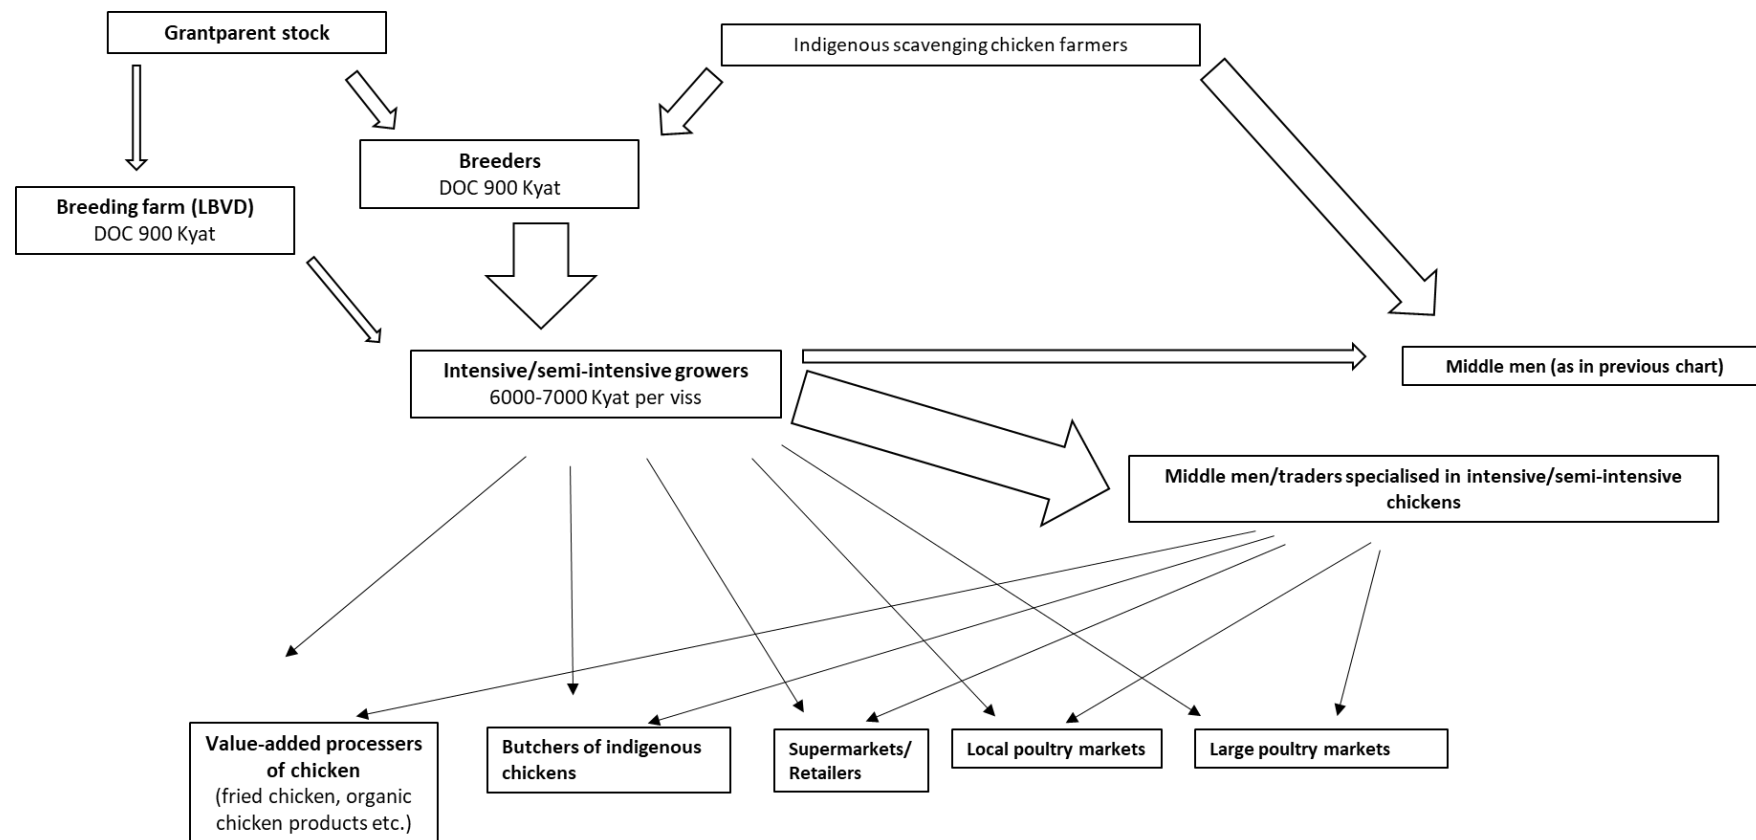 Grantparent stock
Indigenous scavenging chicken farmers
Breeders
DOC 900 Kyat
Breeding farm (LBVD)
DOC 900 Kyat
Intensive/semi-intensive growers
6000-7000 Kyat per viss
Middle men (as in previous chart)
Middle men/traders specialised in intensive/semi-intensive
chickens
Value-added processers
of chicken
(fried chicken, organic
chicken products etc.)
Butchers of indigenous
chickens
Supermarkets/
Retailers
Local poultry markets
Large poultry markets